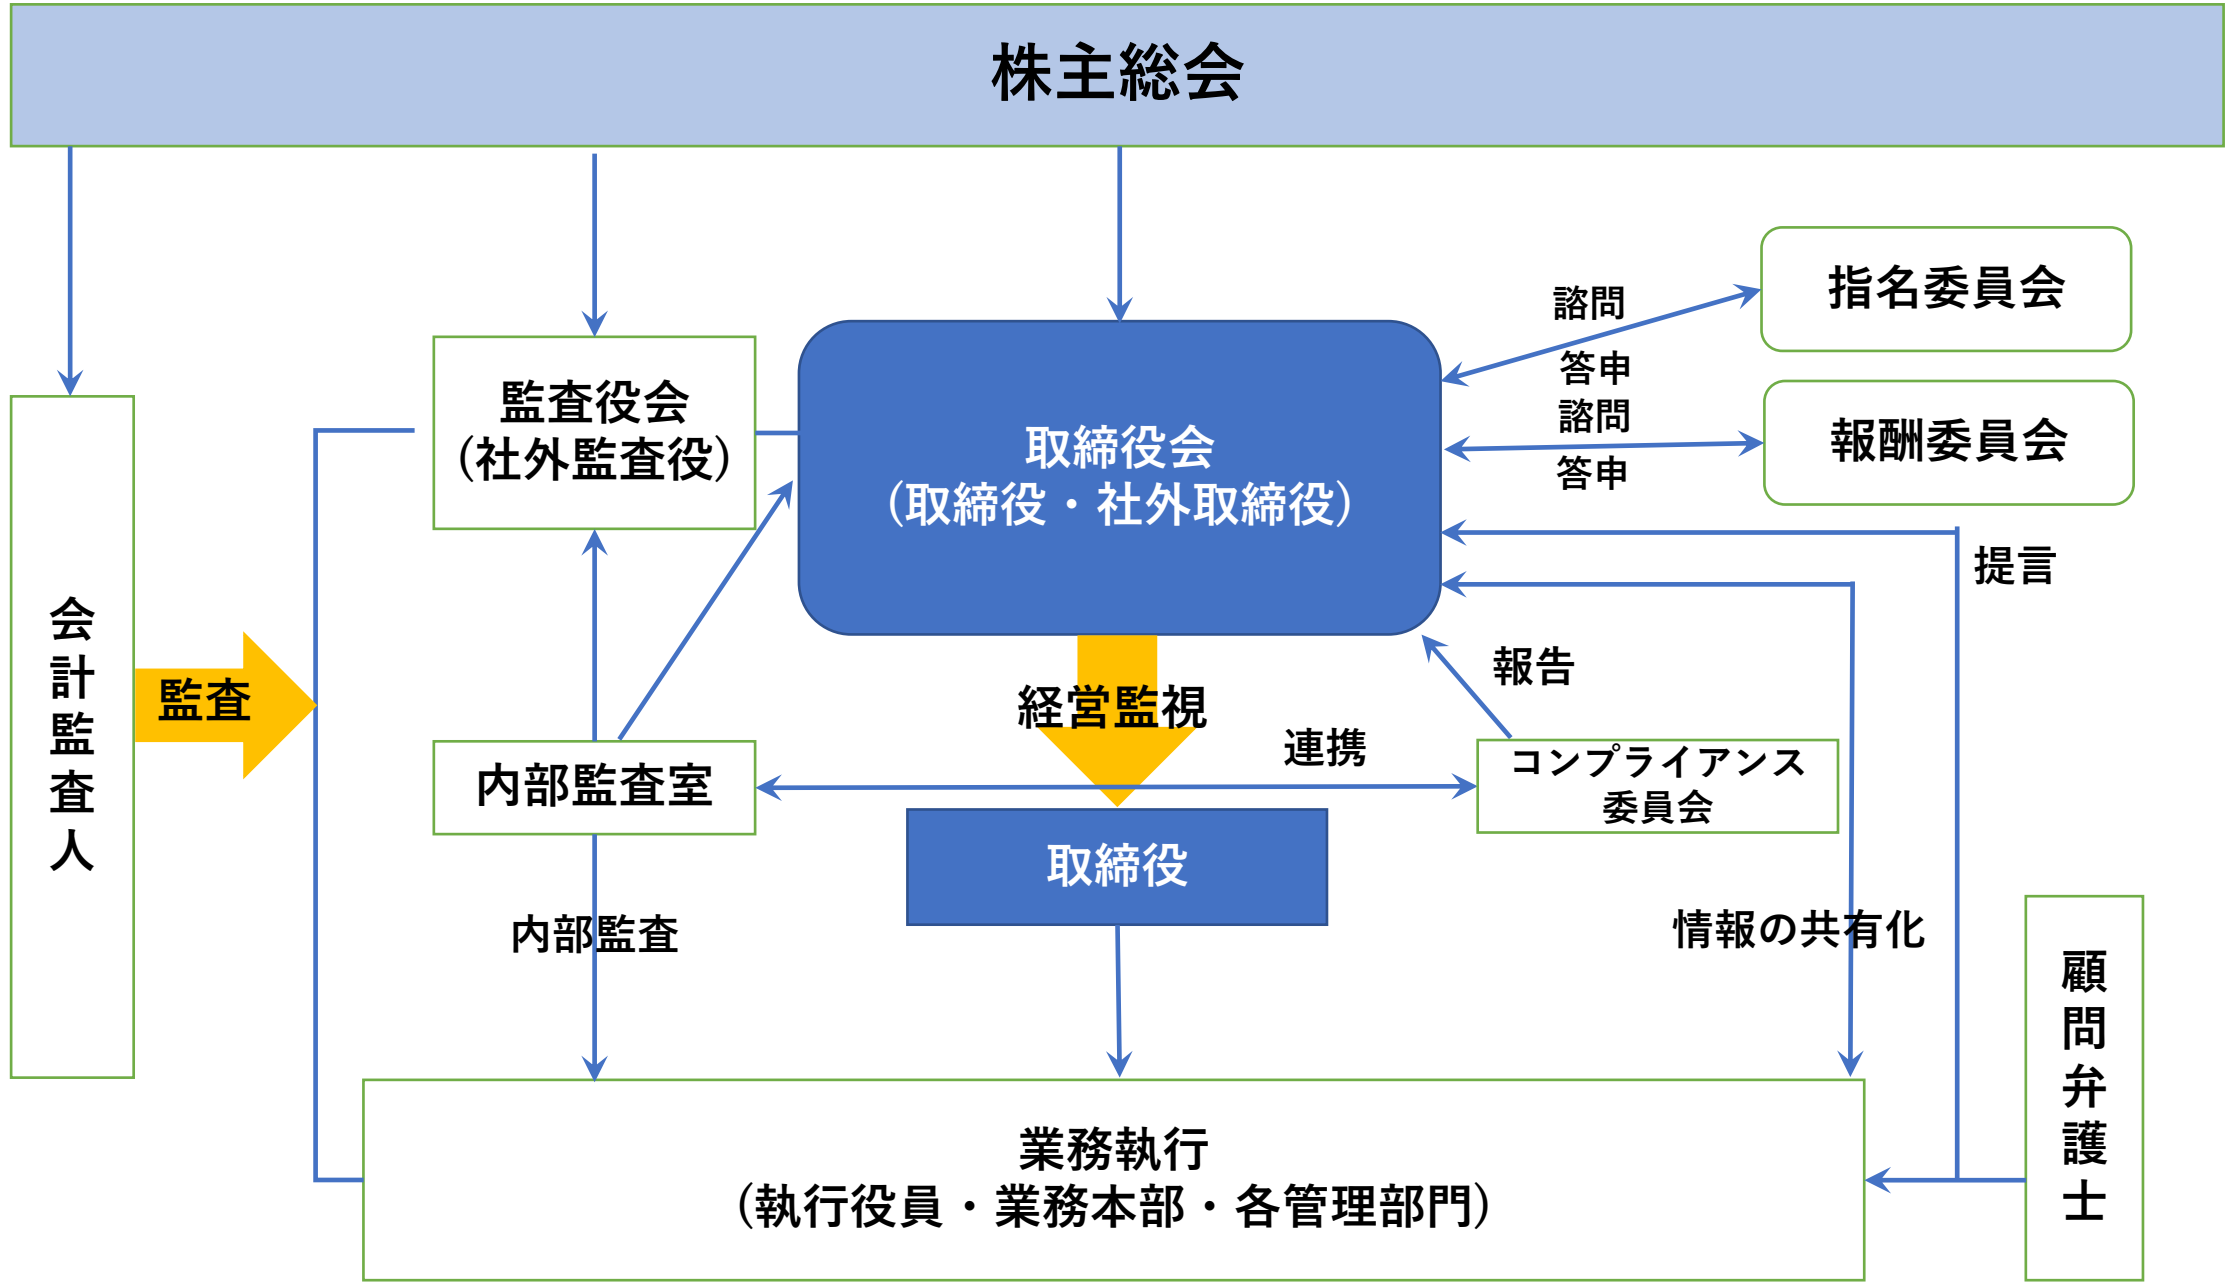 株主総会
指名委員会
諮問
答申
報酬委員会
諮問
答申
監査役会
（社外監査役）
取締役会
（取締役・社外取締役）
提言
会計監査人
監査
経営監視
報告
連携
内部監査室
コンプライアンス
委員会
取締役
内部監査
情報の共有化
顧問弁護士
業務執行
（執行役員・業務本部・各管理部門）